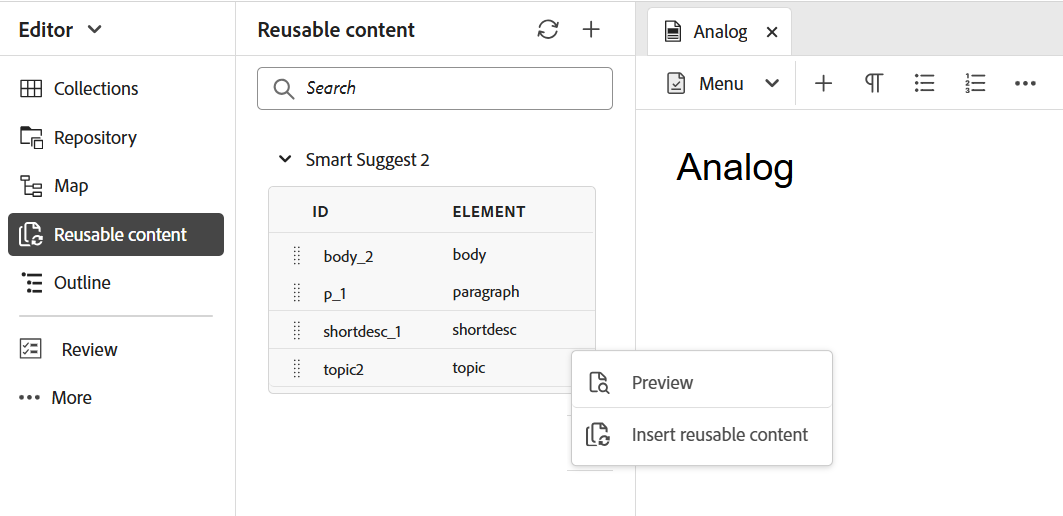 Editor
Collections
Repository
Map
Reusable content
Outline
Review
More
Reusable content
Search
Smart Suggest 2
ID ELEMENT
body_2 body
p_1 paragraph
shortdesc_1 shortdesc
topic2 topic
Preview
Insert reusable content
Analog
Menu
Analog